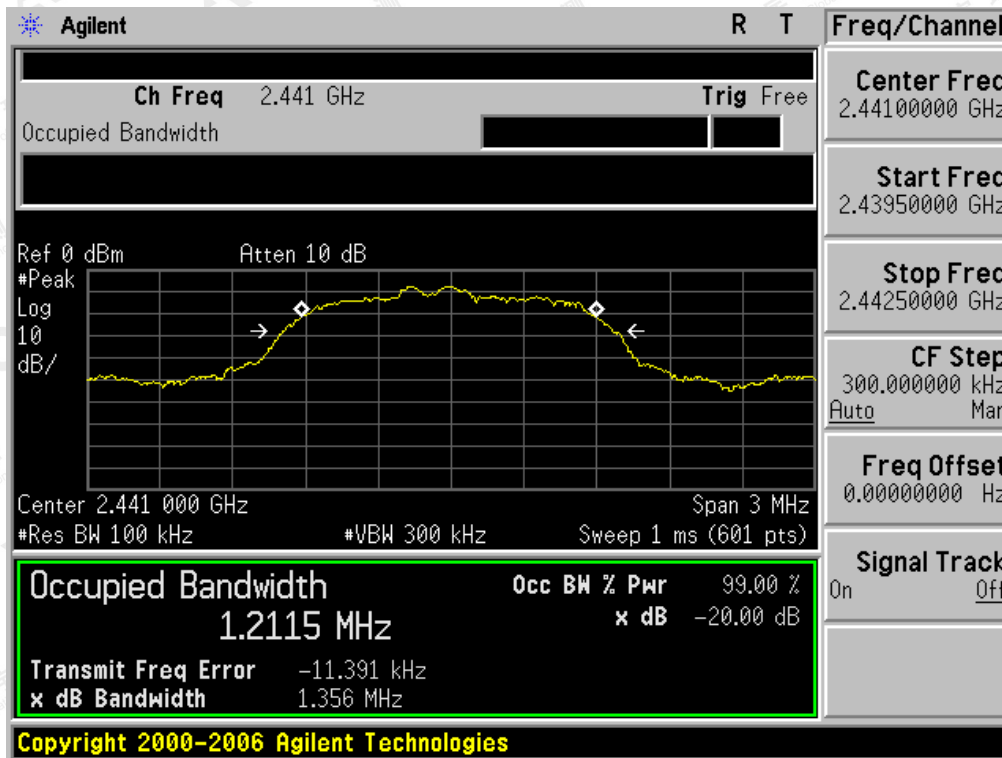 Agilent R T
Freq/Channel
Ch Freq 2.441 GHz Trig Free
Occupied Bandwidth
Center Freq
2.44100000 GHz
Start Freq
2.43950000 GHz
Stop Freq
2.44250000 GHz
CF Step
300.000000 kHz
Auto Man
Freq Offset
0.00000000 Hz
Signal Track
On Off
Ref 0 dBm Atten 10 dB
#Peak
Log
10
dB/
Center 2.441 000 GHz Span 3 MHz
#Res BW 100 kHz #VBW 300 kHz Sweep 1 ms (601 pts)
Occupied Bandwidth
1.2115 MHz
Occ BW % Pwr 99.00 %
x dB -20.00 dB
Transmit Freq Error -11.391 kHz
x dB Bandwidth 1.356 MHz
Copyright 2000-2006 Agilent Technologies